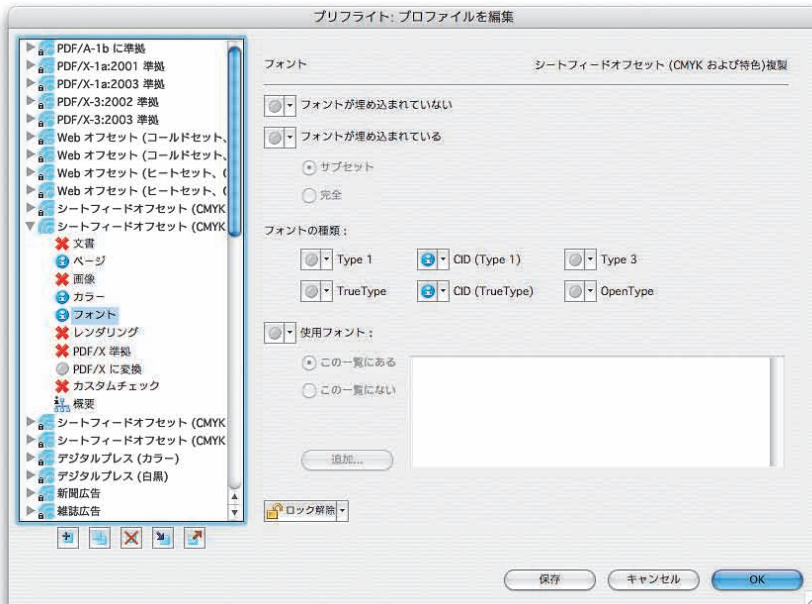 プリフライト: プロファイルを編集
PDF/A-1b に準拠
PDF/X-1a:2001 準拠
PDF/X-1a:2003 準拠
PDF/X-3:2002 準拠
PDF/X-3:2003 準拠
Web オフセット (コールドセット、
Web オフセット (コールドセット、
Web オフセット (ヒートセット、(
Web オフセット (ヒートセット、(
シートフィードオフセット (CMYK
シートフィードオフセット (CMYK
文書
ページ
画像
カラー
フォント
レンダリング
PDF/X 準拠
PDF/X に変換
カスタムチェック
概要
シートフィードオフセット (CMYK
シートフィードオフセット (CMYK
デジタルプレス (カラー)
デジタルプレス (白黒)
新聞広告
雑誌広告
フォント
シートフィードオフセット (CMYK および特色)複製
フォントが埋め込まれていない
フォントが埋め込まれている
サブセット
完全
フォントの種類 :
Type 1
CID (Type 1)
Type 3
TrueType
CID (TrueType)
OpenType
使用フォント :
この一覧にある
この一覧にない
追加...
ロック解除
保存
キャンセル
OK